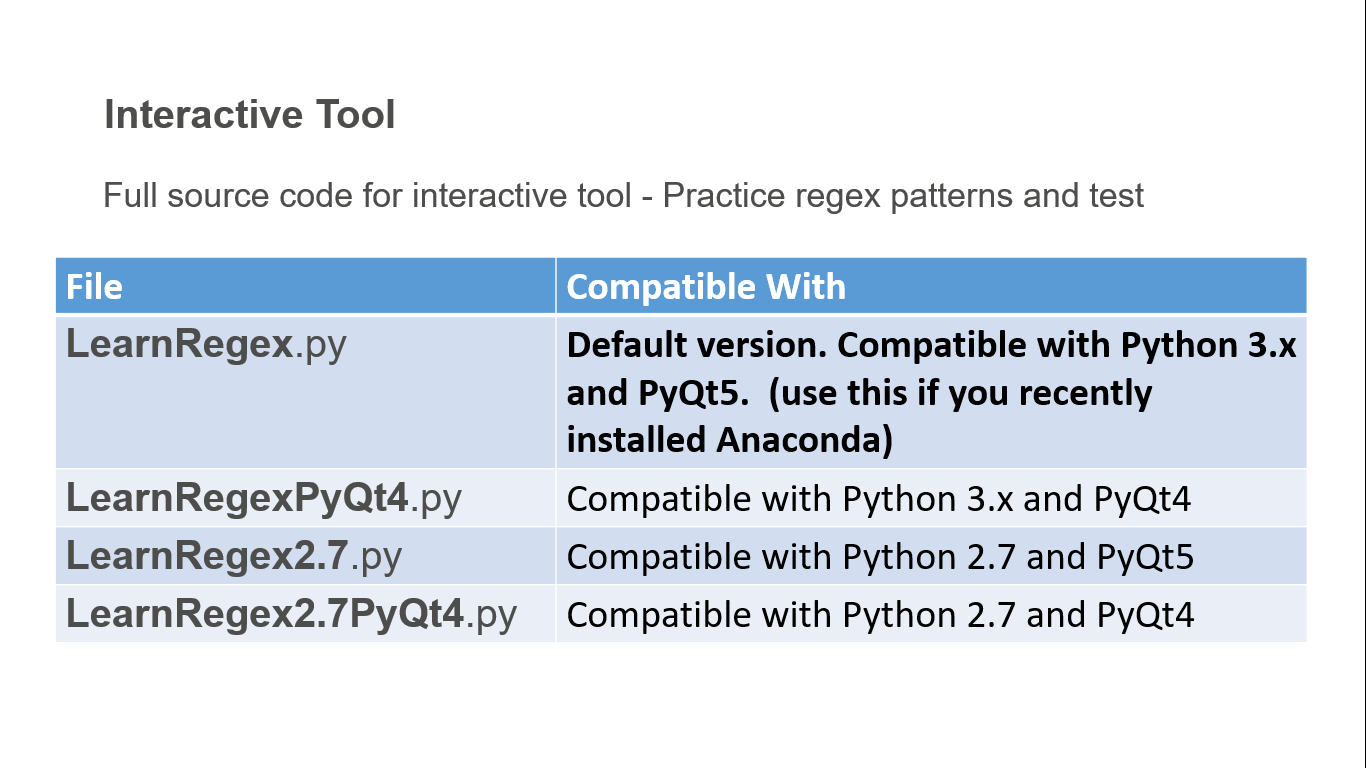 Interactive Tool
Full source code for interactive tool - Practice regex patterns and test
File
Compatible With
LearnRegex.py
Default version. Compatible with Python 3.x
and PyQt5.  (use this if you recently
installed Anaconda)
LearnRegexPyQt4.py
Compatible with Python 3.x and PyQt4
LearnRegex2.7.py
Compatible with Python 2.7 and PyQt5
LearnRegex2.7PyQt4.py
Compatible with Python 2.7 and PyQt4